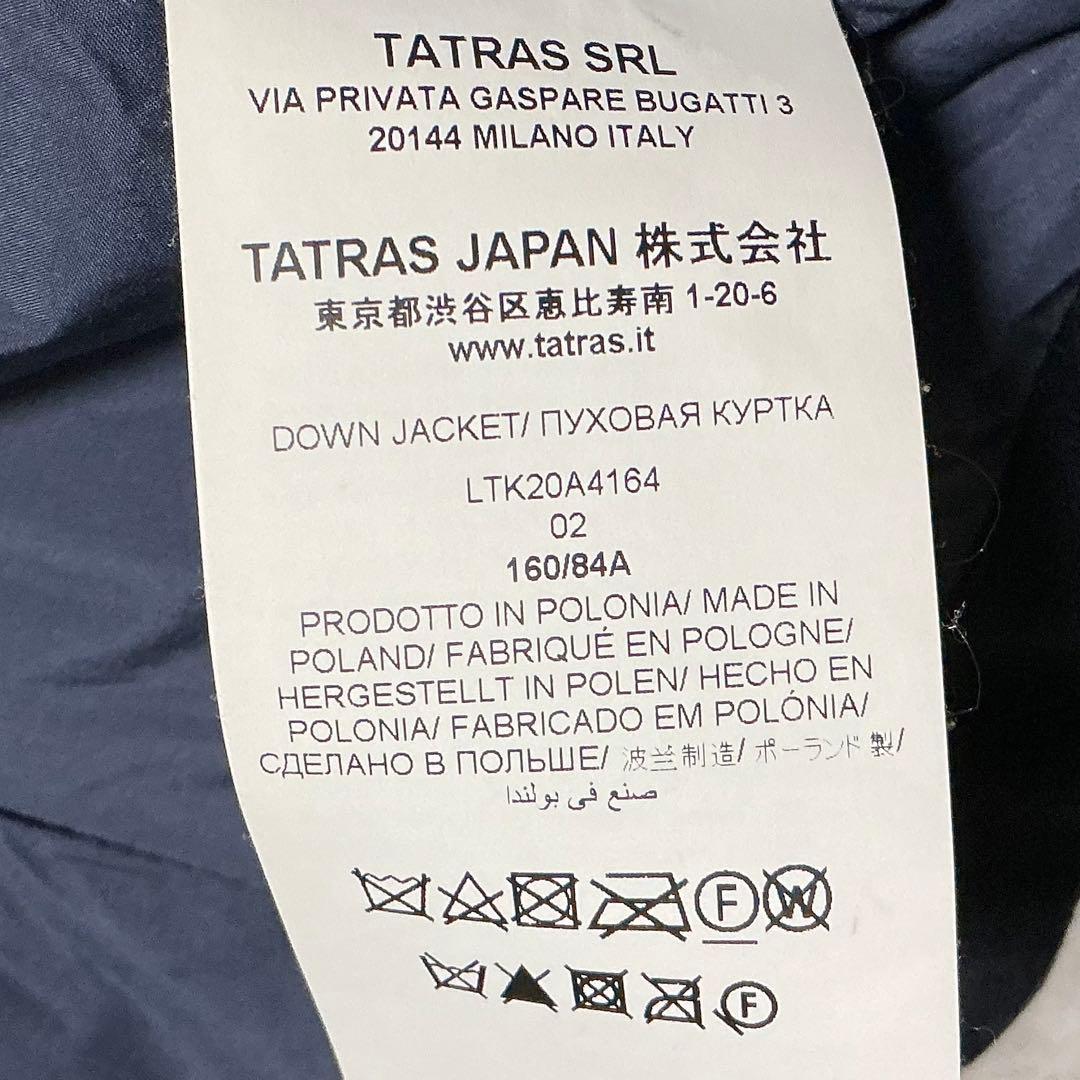 TATRAS SRL
VIA PRIVATA GASPARE BUGATTI 3
20144 MILANO ITALY
TATRAS JAPAN 株式会社
東京都渋谷区恵比寿南 1-20-6
www.tatras.it
DOWN JACKET/ ПУХОВАЯ КУРТКА
LTK20A4164
02
160/84A
PRODOTTO IN POLONIA/ MADE IN
POLAND/ FABRIQUÉ EN POLOGNE/
HERGESTELLT IN POLEN/ HECHO EN
POLONIA/ FABRICADO EM POLÓNIA/
СДЕЛАНО В ПОЛЬШЕ/ 波兰制造/ ポーランド 製/
صنع في بولندا
F W
F